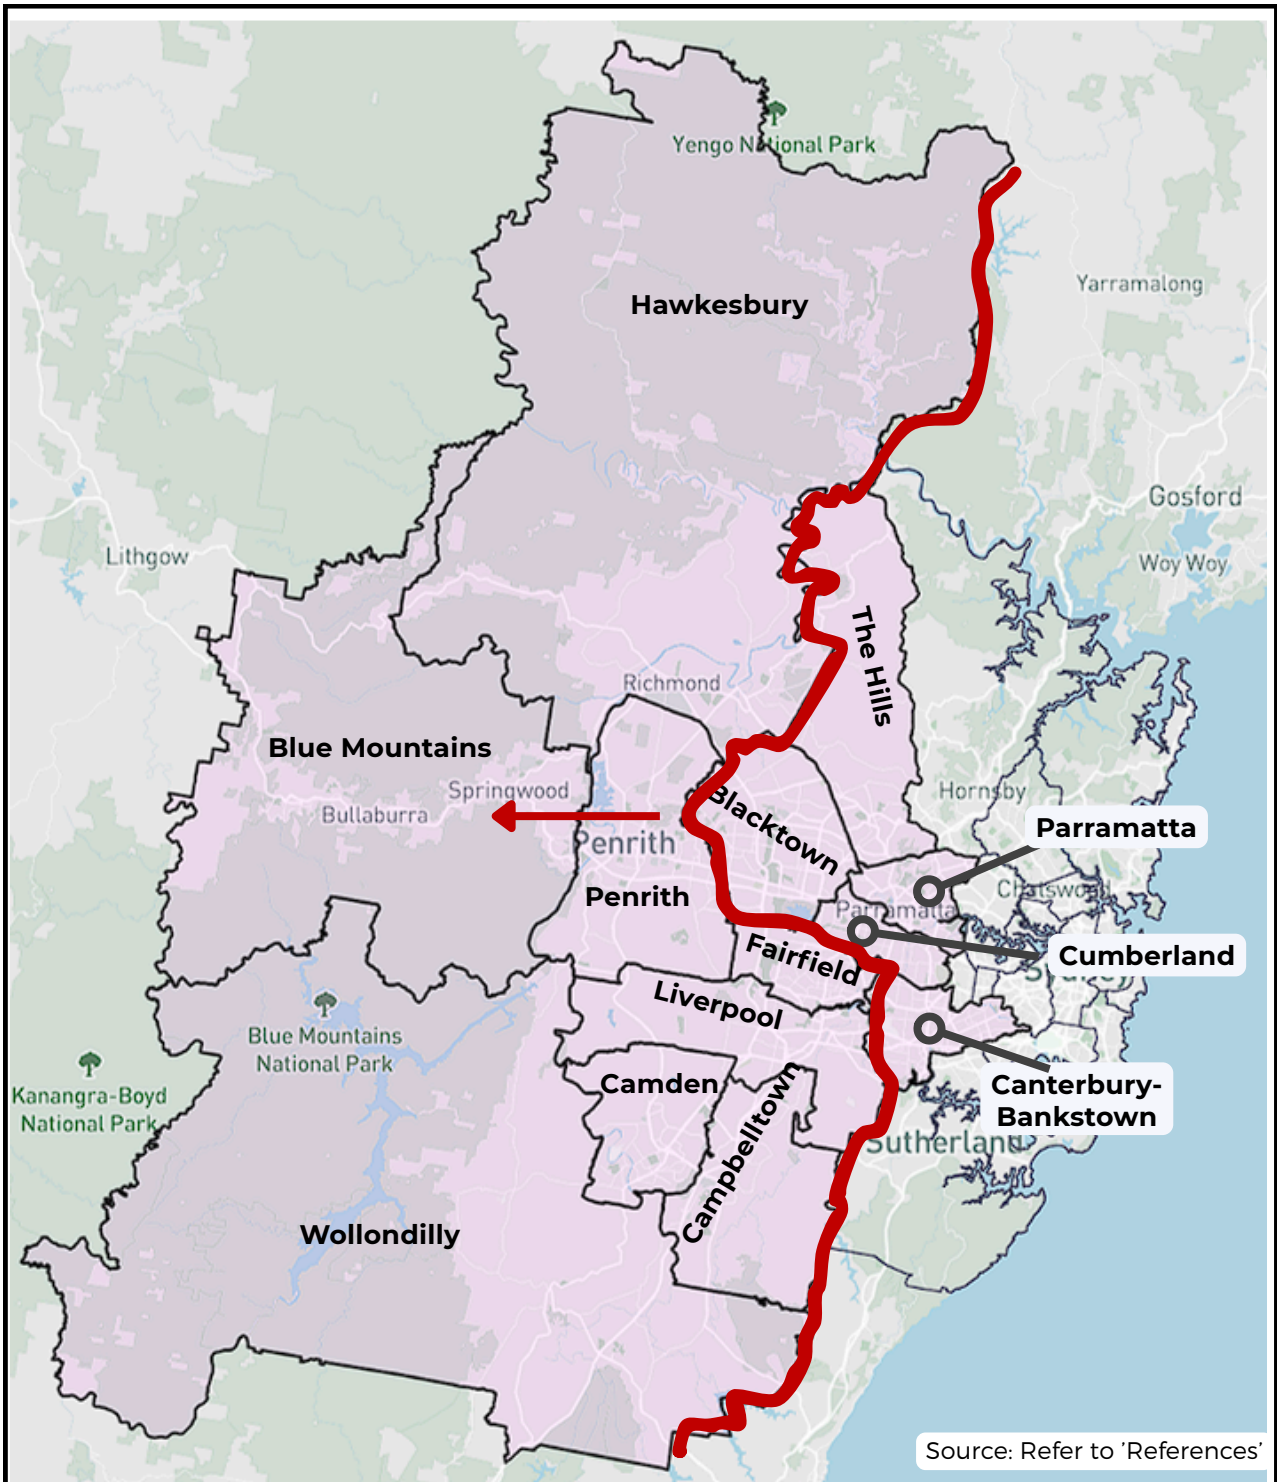 Yengo National Park
Hawkesbury
Yarramalong
Gosford
Lithgow
Woy Woy
The Hills
Richmond
Blue Mountains
Springwood
Hornsby
Bullaburra
Blacktown
Parramatta
Penrith
Chatswood
Penrith
Parramatta
Fairfield
Cumberland
Sydney
Liverpool
Blue Mountains
National Park
Kanangra-Boyd
National Park
Camden
Canterbury-
Bankstown
Sutherland
Campbelltown
Wollondilly
Source: Refer to 'References'